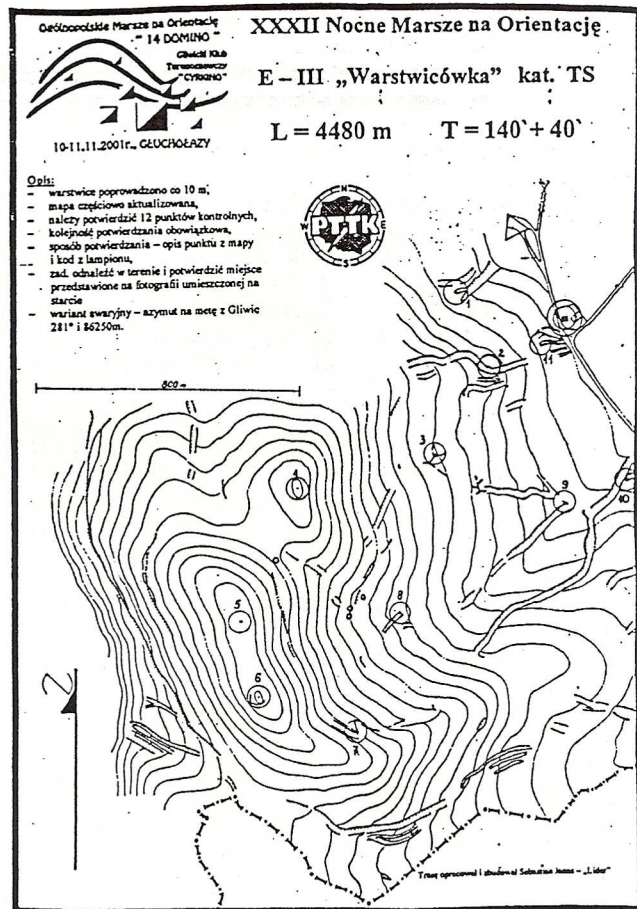 Ogólnopolskie Marsze na Orientację
"14 DOMINO"
Gliwicki Klub
Turystyczny
"CYRKINO"
10-11.11.2001r., GŁUCHOŁAZY
XXXII Nocne Marsze na Orientację
E – III „Warstwicówka” kat. TS
L = 4480 m T = 140` + 40`
Opis:
- warstwice poprowadzono co 10 m,
- mapa częściowo aktualizowana,
- należy potwierdzić 12 punktów kontrolnych,
- kolejność potwierdzania obowiązkowa,
- sposób potwierdzania – opis punktu z mapy
i kod z lampionu,
- zad. odnaleźć w terenie i potwierdzić miejsce
przedstawione na fotografii umieszczonej na
starcie
- wariant awaryjny – azymut na metę z Gliwic
281° i 86250m.
N
W PTTK E
S
800 m
1
2
3
4
5
6
7
8
9
10
11
N
Trasę opracował i zbudował Sebastian – „Lider”